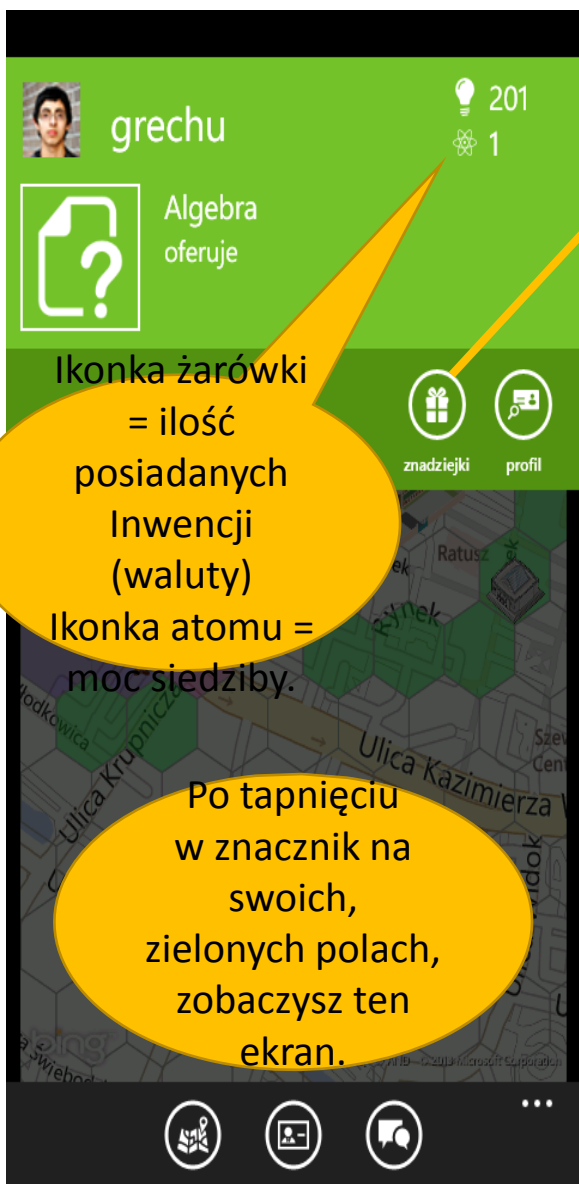 grechu
201
1
Algebra
oferuje
znadziejki
profil
Ikonka żarówki
= ilość
posiadanych
Inwencji
(waluty)
Ikonka atomu =
moc siedziby.
Ratusz
Rynek
Ulica Krupnicza
Ulica Kazimierza W
Po tapnięciu
w znacznik na
swoich,
zielonych polach,
zobaczysz ten
ekran.
bing
© 2013 Microsoft Corporation